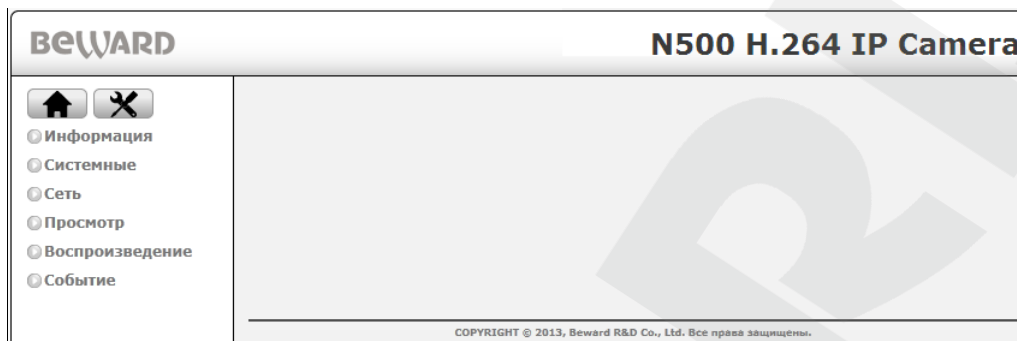 BEWARD
N500 H.264 IP Camera
Информация
Системные
Сеть
Просмотр
Воспроизведение
Событие
COPYRIGHT © 2013, Beward R&D Co., Ltd. Все права защищены.